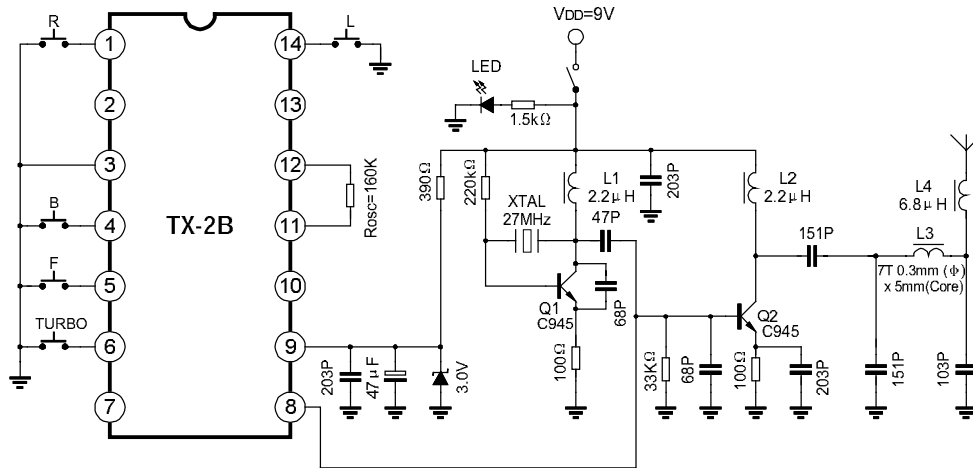 VDD=9V
R
L
1
14
LED
1.5kΩ
2
13
3
12
390Ω
220kΩ
L1
2.2μH
203P
L2
2.2μH
L4
6.8μH
Rosc=160K
XTAL
27MHz
47P
B
4
TX-2B
11
151P
L3
7T 0.3mm (Φ)
x 5mm(Core)
F
5
10
Q1
C945
68P
Q2
C945
TURBO
6
9
203P
47μF
3.0V
100Ω
33KΩ
68P
100Ω
203P
151P
103P
7
8